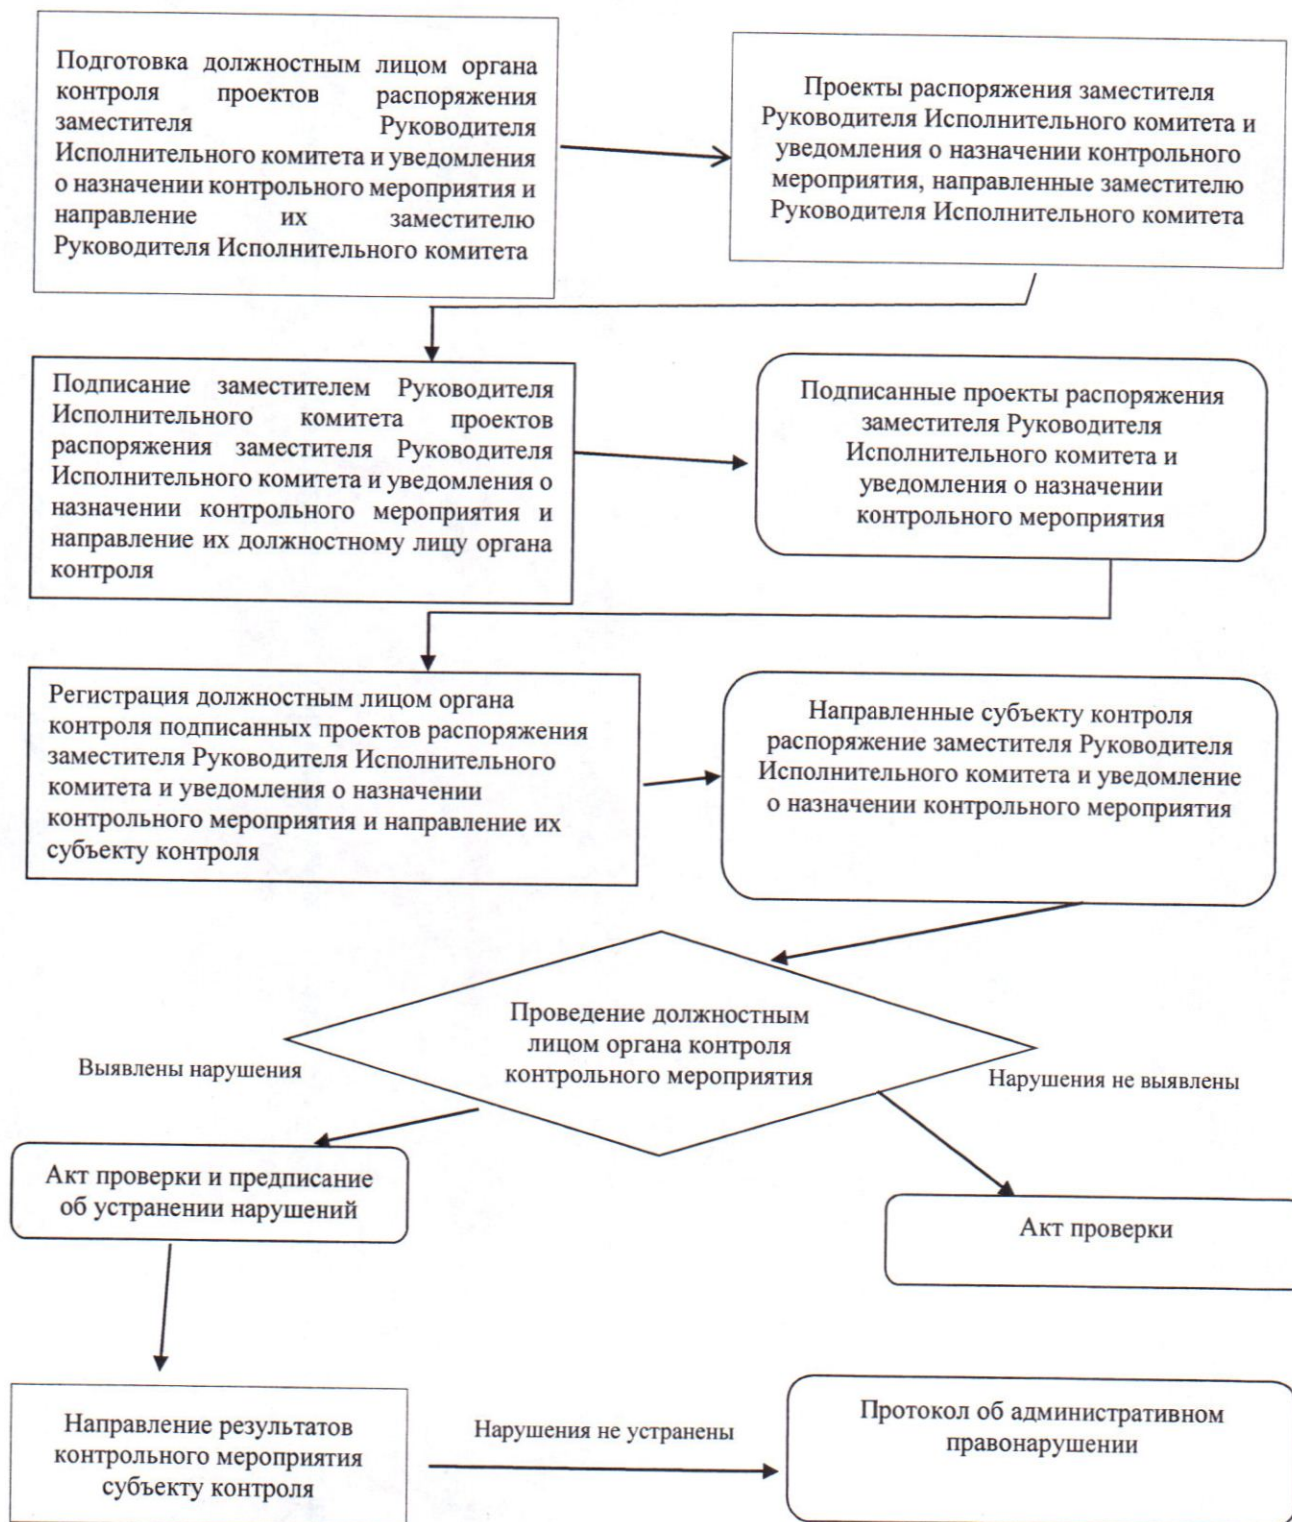 Подготовка должностным лицом органа
контроля проектов распоряжения
заместителя Руководителя
Исполнительного комитета и уведомления
о назначении контрольного мероприятия и
направление их заместителю
Руководителя Исполнительного комитета
Проекты распоряжения заместителя
Руководителя Исполнительного комитета и
уведомления о назначении контрольного
мероприятия, направленные заместителю
Руководителя Исполнительного комитета
Подписание заместителем Руководителя
Исполнительного комитета проектов
распоряжения заместителя Руководителя
Исполнительного комитета и уведомления о
назначении контрольного мероприятия и
направление их должностному лицу органа
контроля
Подписанные проекты распоряжения
заместителя Руководителя
Исполнительного комитета и
уведомления о назначении
контрольного мероприятия
Регистрация должностным лицом органа
контроля подписанных проектов распоряжения
заместителя Руководителя Исполнительного
комитета и уведомления о назначении
контрольного мероприятия и направление их
субъекту контроля
Направленные субъекту контроля
распоряжение заместителя Руководителя
Исполнительного комитета и уведомление
о назначении контрольного мероприятия
Проведение должностным
лицом органа контроля
контрольного мероприятия
Выявлены нарушения
Нарушения не выявлены
Акт проверки и предписание
об устранении нарушений
Акт проверки
Направление результатов
контрольного мероприятия
субъекту контроля
Нарушения не устранены
Протокол об административном
правонарушении